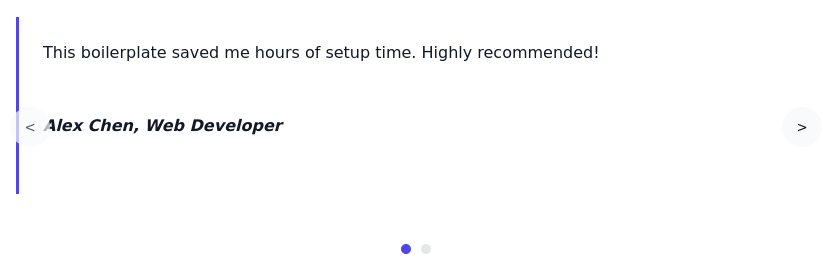 This boilerplate saved me hours of setup time. Highly recommended!
< Alex Chen, Web Developer >